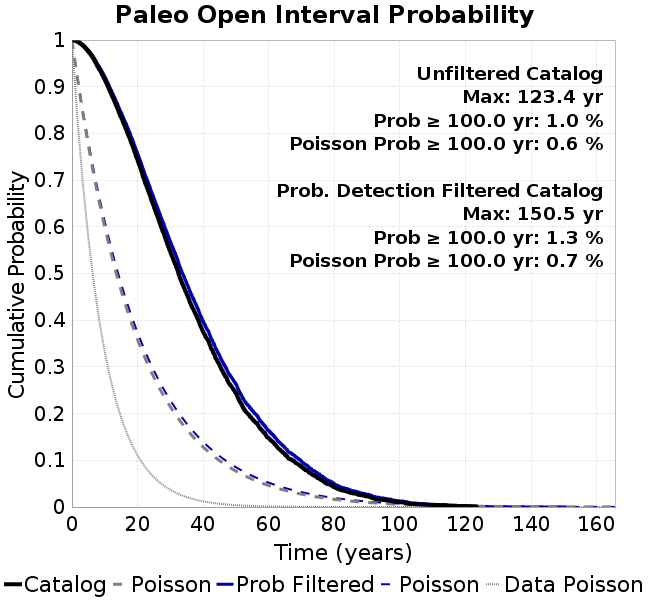 Paleo Open Interval Probability
Unfiltered Catalog
Max: 123.4 yr
Prob ≥ 100.0 yr: 1.0 %
Poisson Prob ≥ 100.0 yr: 0.6 %
Prob. Detection Filtered Catalog
Max: 150.5 yr
Prob ≥ 100.0 yr: 1.3 %
Poisson Prob ≥ 100.0 yr: 0.7 %
Cumulative Probability
1
0.9
0.8
0.7
0.6
0.5
0.4
0.3
0.2
0.1
0
0 20 40 60 80 100 120 140 160
Time (years)
Catalog Poisson Prob Filtered Poisson Data Poisson